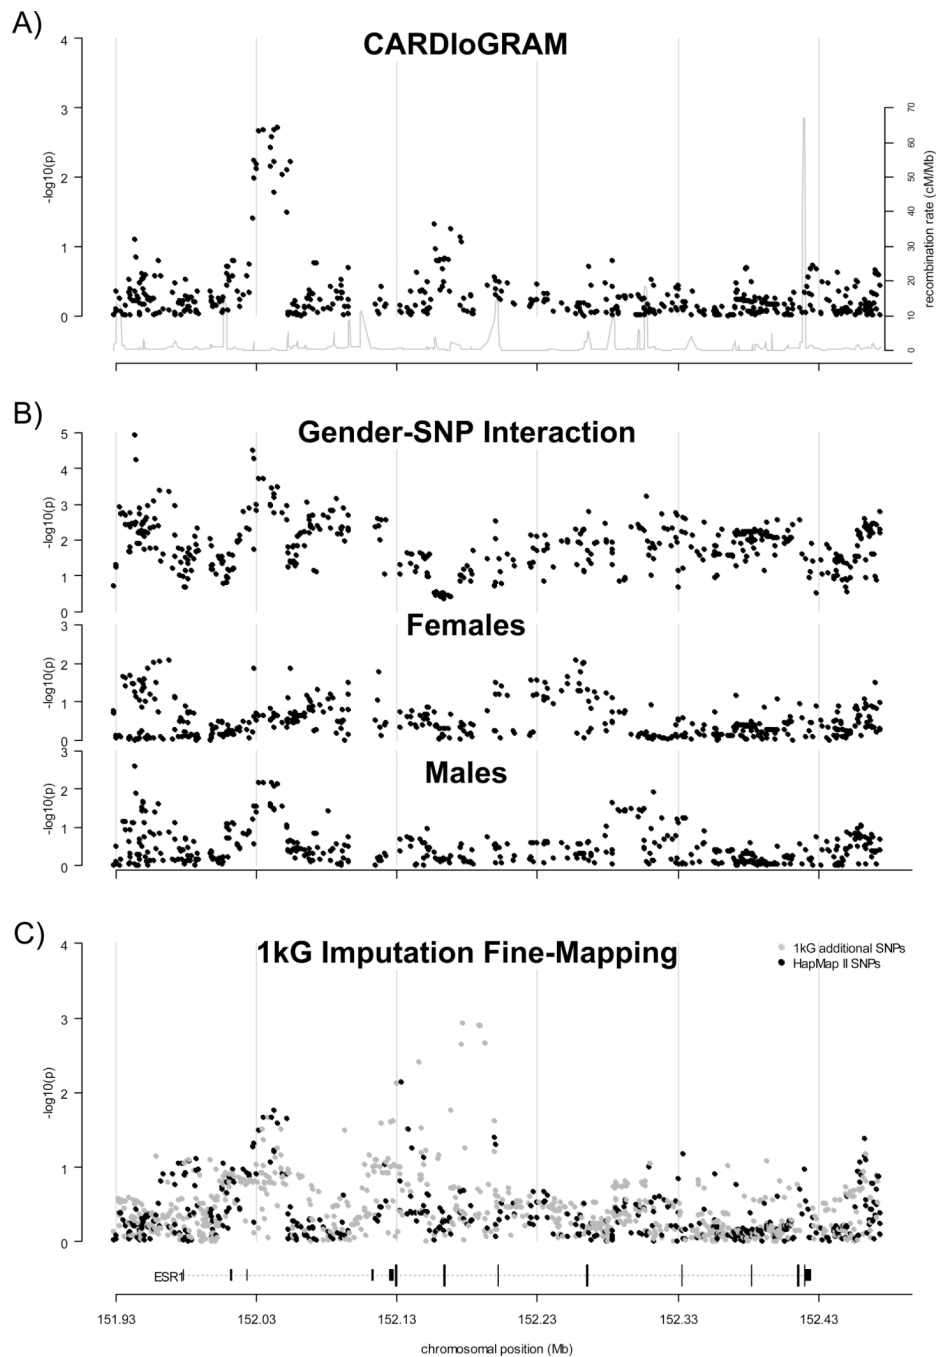 A)
CARDIoGRAM
4
3
2
1
0
-log10(p)
70
60
50
40
30
20
10
0
recombination rate (cM/Mb)
B)
Gender-SNP Interaction
5
4
3
2
1
0
-log10(p)
Females
3
2
1
0
-log10(p)
Males
3
2
1
0
-log10(p)
C)
1kG Imputation Fine-Mapping
1kG additional SNPs
HapMap II SNPs
4
3
2
1
0
-log10(p)
ESR1
151.93 152.03 152.13 152.23 152.33 152.43
chromosomal position (Mb)